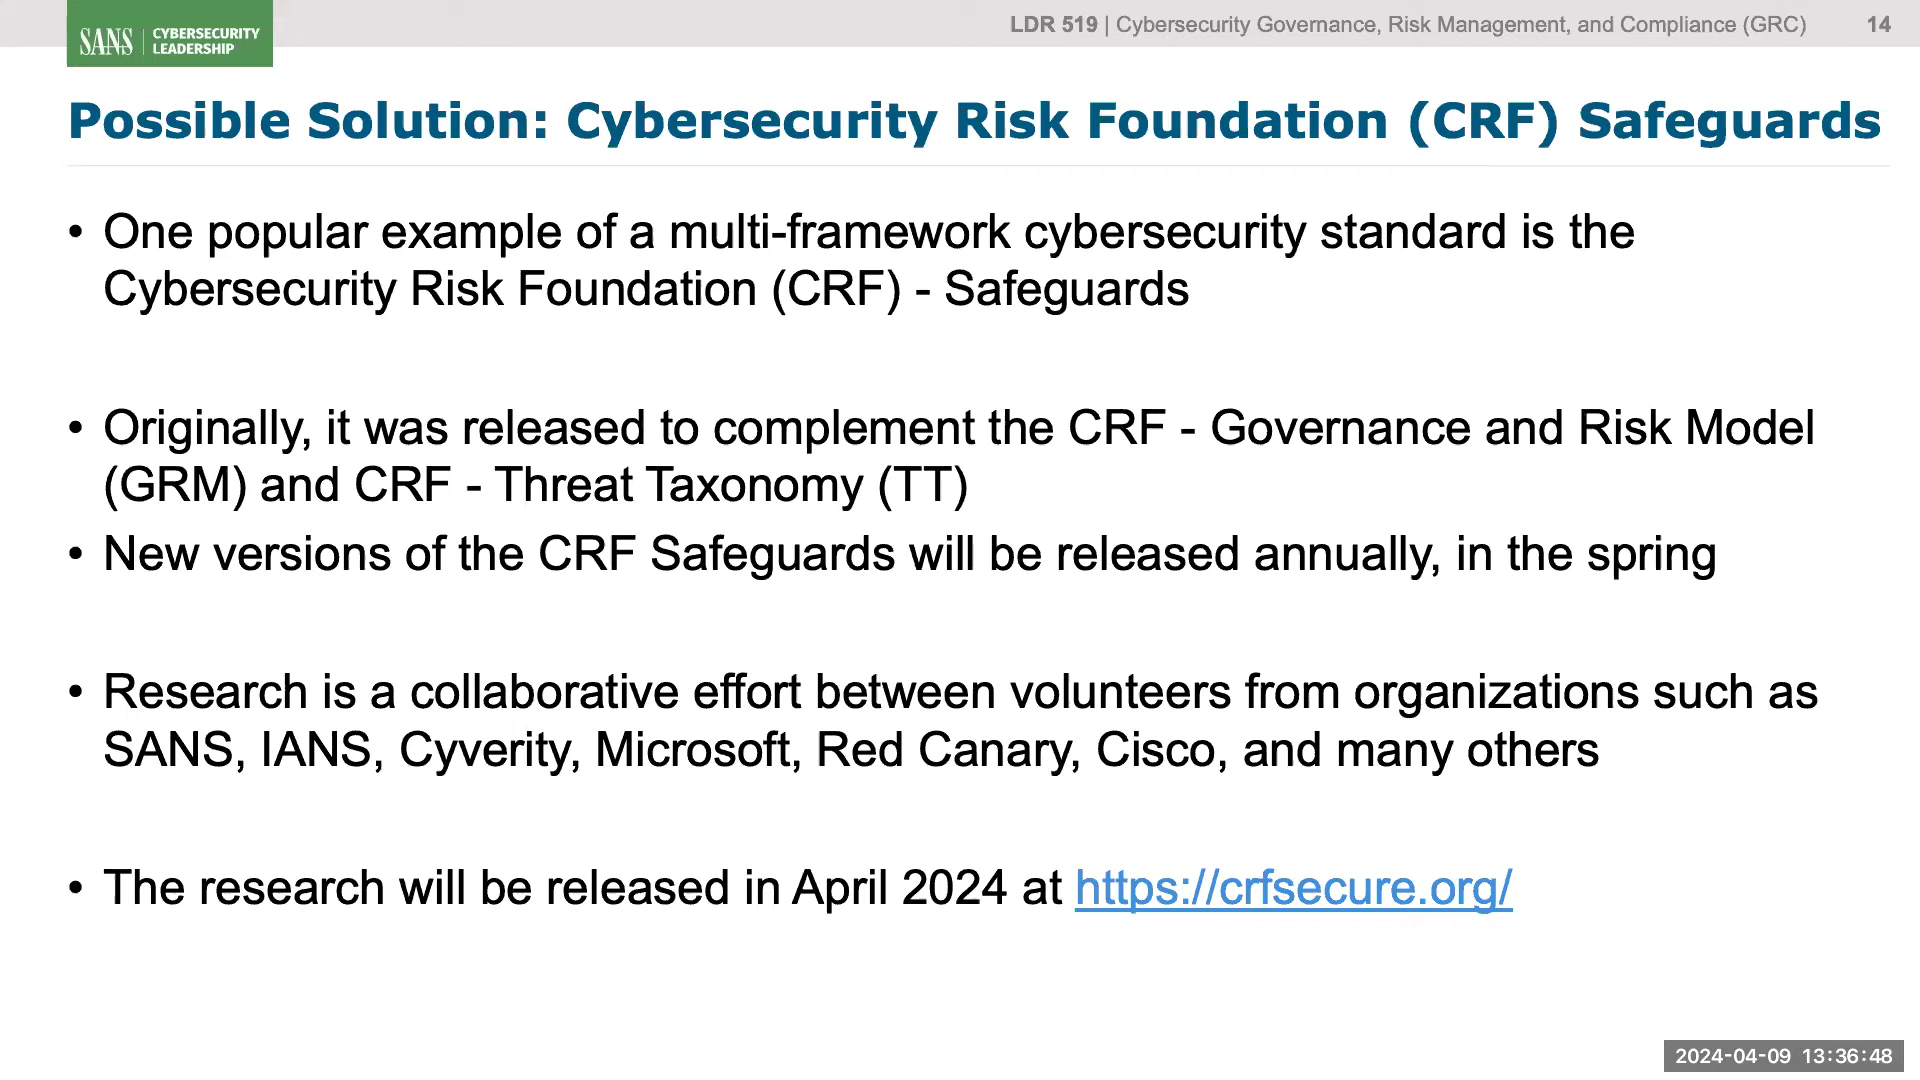 SANS | CYBERSECURITY LEADERSHIP
LDR 519 | Cybersecurity Governance, Risk Management, and Compliance (GRC) 14
Possible Solution: Cybersecurity Risk Foundation (CRF) Safeguards
• One popular example of a multi-framework cybersecurity standard is the
Cybersecurity Risk Foundation (CRF) - Safeguards
• Originally, it was released to complement the CRF - Governance and Risk Model
(GRM) and CRF - Threat Taxonomy (TT)
• New versions of the CRF Safeguards will be released annually, in the spring
• Research is a collaborative effort between volunteers from organizations such as
SANS, IANS, Cyverity, Microsoft, Red Canary, Cisco, and many others
• The research will be released in April 2024 at https://crfsecure.org/
2024-04-09 13:36:48